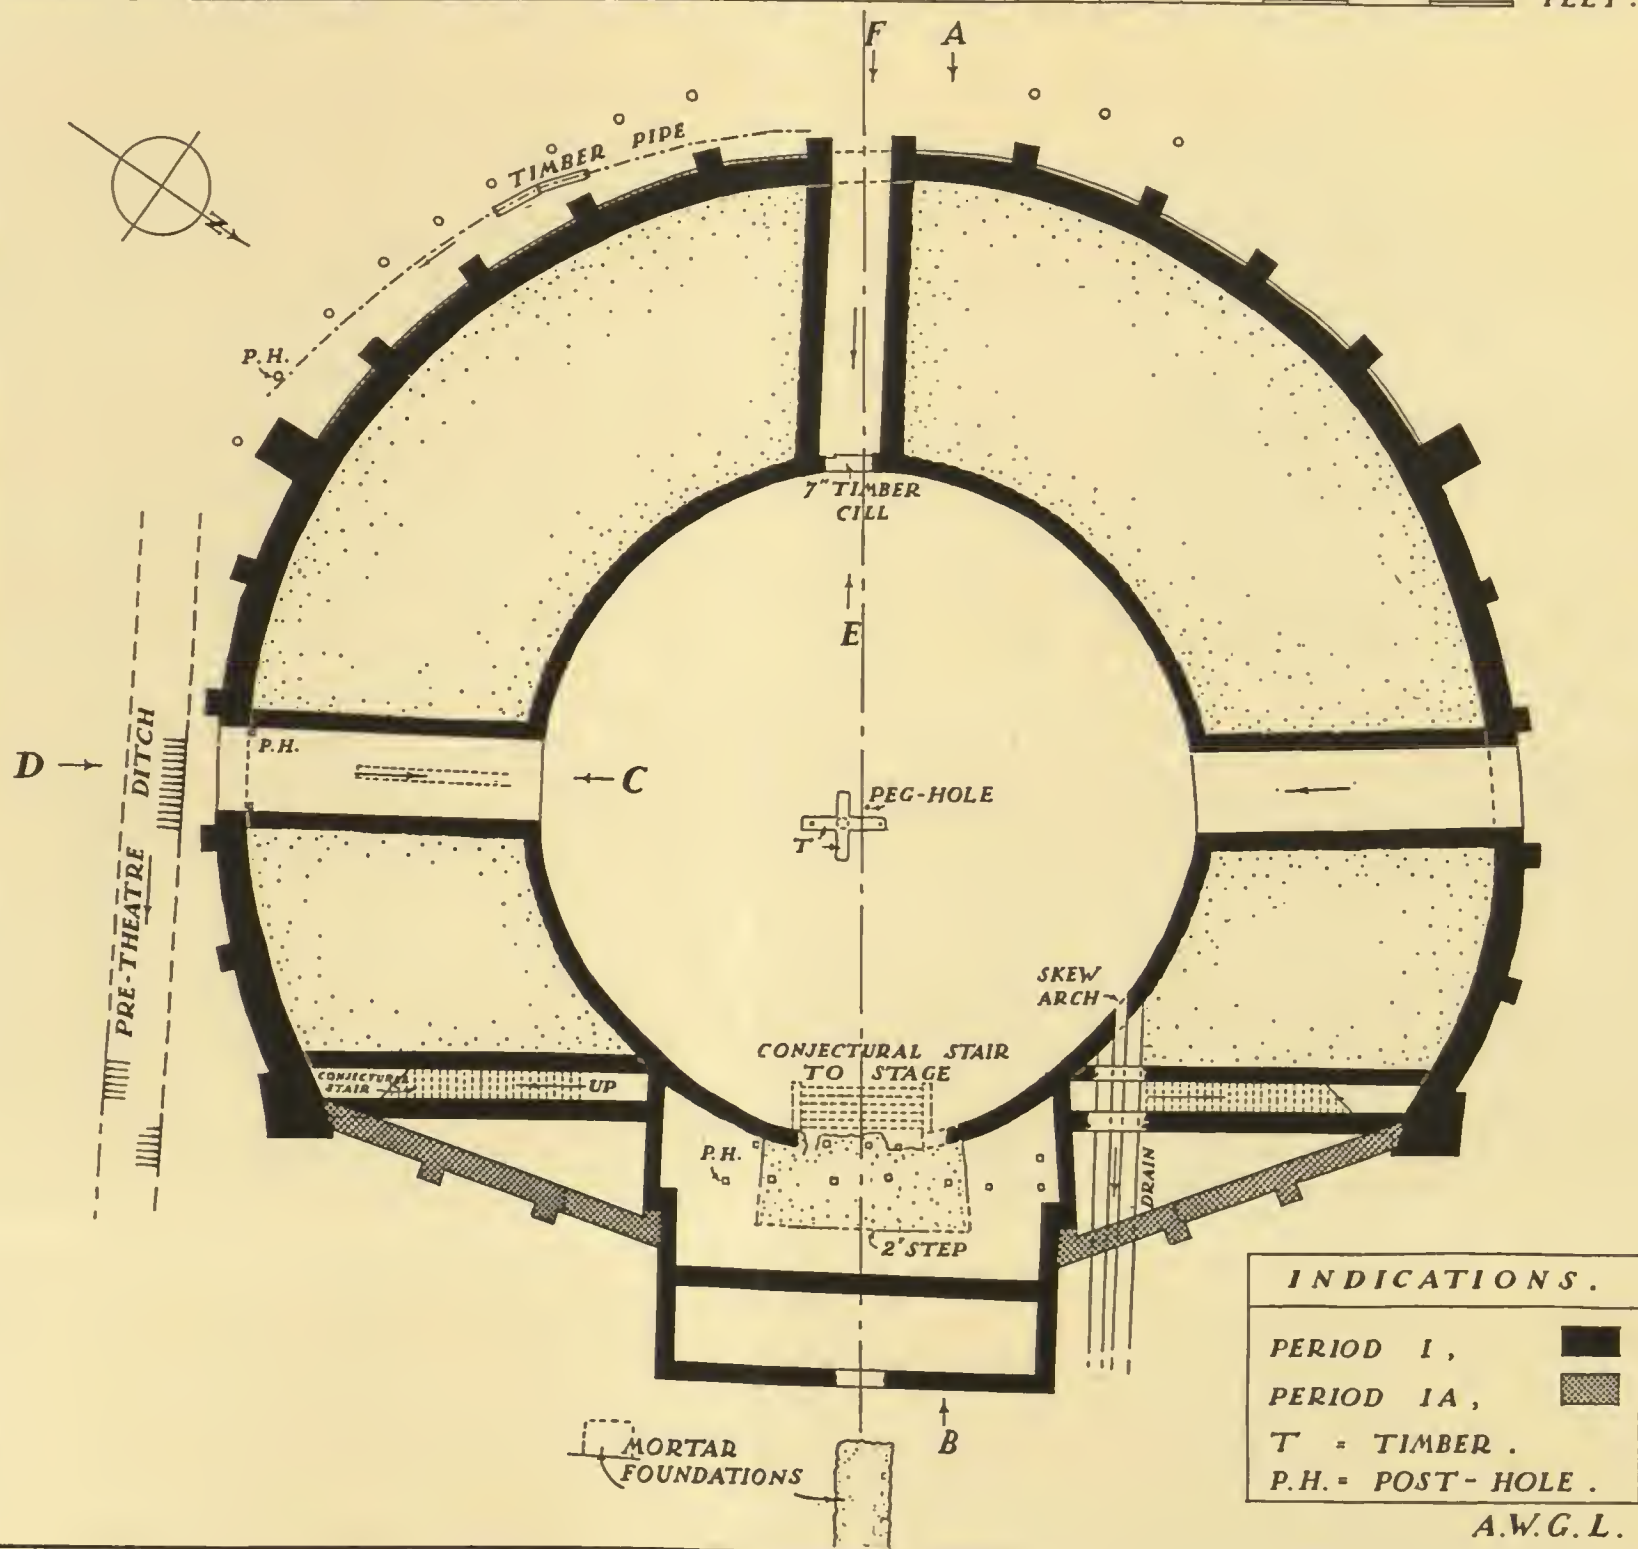 FEET.
F
A
N
TIMBER PIPE
P.H.
7" TIMBER
CILL
E
PRE-THEATRE DITCH
D
P.H.
C
PEG-HOLE
T
SKEW
ARCH
CONJECTURAL STAIR
TO STAGE
CONJECTURAL
STAIR
UP
P.H.
DRAIN
2" STEP
B
MORTAR
FOUNDATIONS
INDICATIONS.
PERIOD I,
PERIOD IA,
T = TIMBER.
P.H. = POST-HOLE.
A.W.G.L.